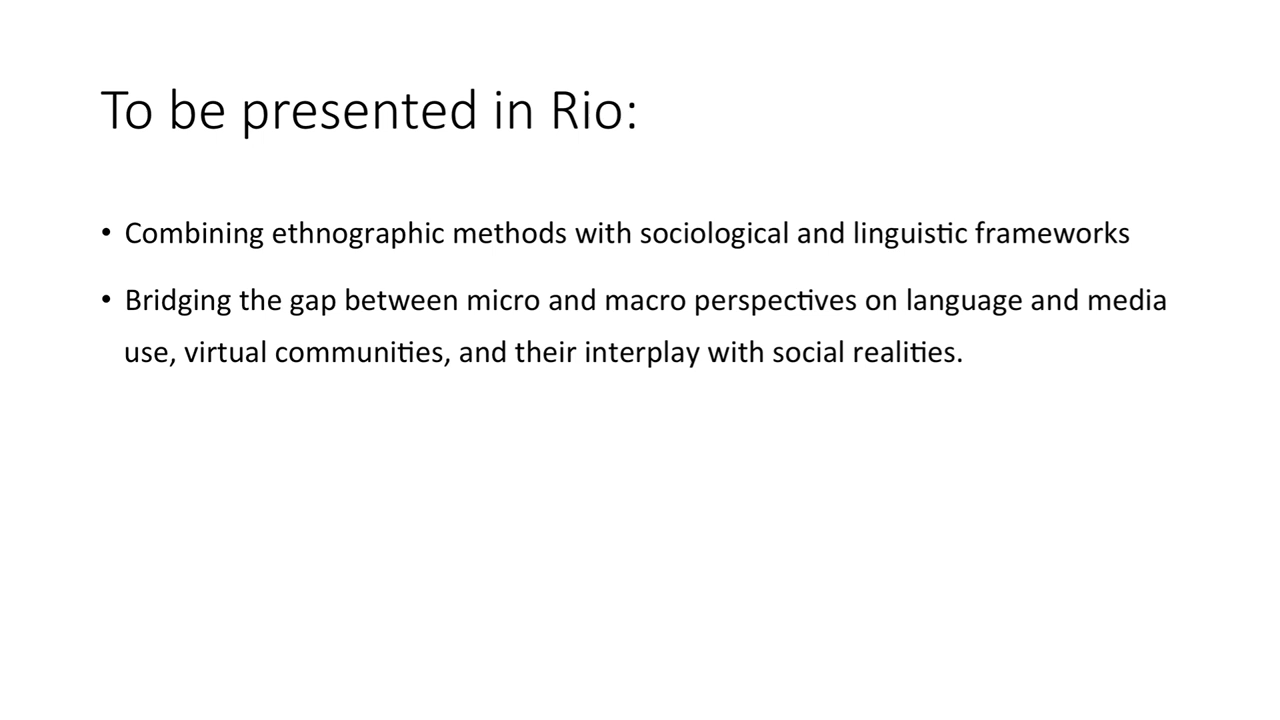 To be presented in Rio:
• Combining ethnographic methods with sociological and linguistic frameworks
• Bridging the gap between micro and macro perspectives on language and media
use, virtual communities, and their interplay with social realities.